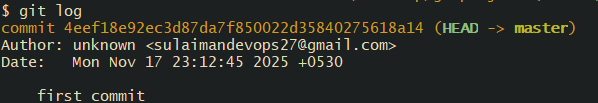 $ git log
commit 4eef18e92ec3d87da7f850022d35840275618a14 (HEAD -> master)
Author: unknown <sulaimandevops27@gmail.com>
Date:   Mon Nov 17 23:12:45 2025 +0530
    first commit